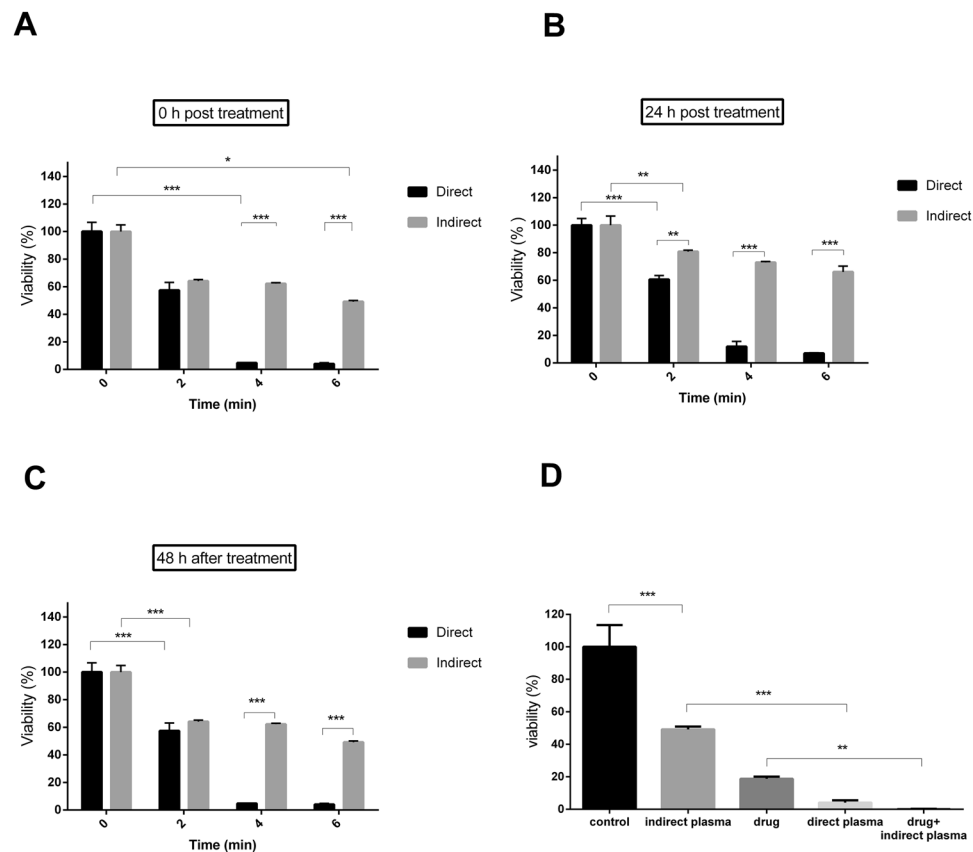 A
0 h post treatment
*
***
***
***
140
120
100
80
60
40
20
0
Viability (%)
0
2
4
6
Time (min)
Direct
Indirect
B
24 h post treatment
**
***
**
***
***
140
120
100
80
60
40
20
0
Viability (% )
0
2
4
6
Time (min)
Direct
Indirect
C
48 h after treatment
***
***
***
***
140
120
100
80
60
40
20
0
Viability (%)
0
2
4
6
Time (min)
Direct
Indirect
D
***
***
**
120
100
80
60
40
20
0
viability (%)
control
indirect plasma
drug
direct plasma
drug+
indirect plasma